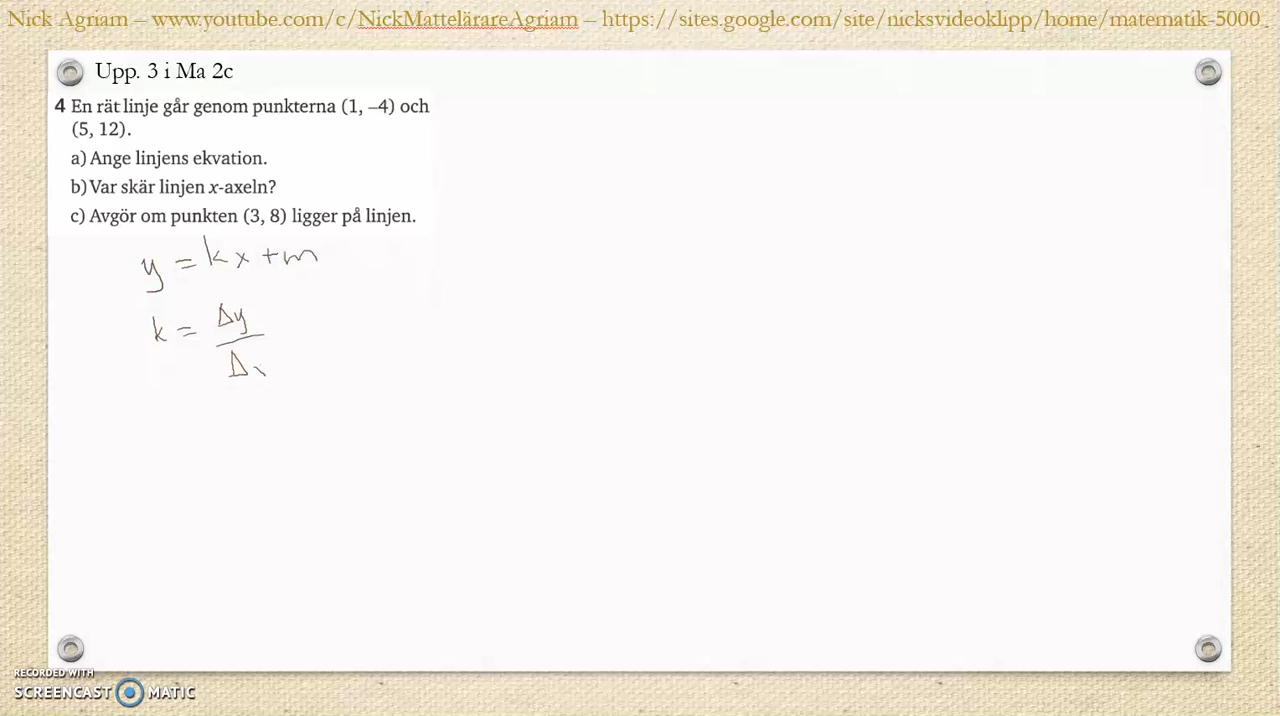 Nick Agriam – www.youtube.com/c/NickMattelärareAgriam – https://sites.google.com/site/nicksvideoklipp/home/matematik-5000 .
Upp. 3 i Ma 2c
4 En rät linje går genom punkterna (1, –4) och
(5, 12).
a) Ange linjens ekvation.
b) Var skär linjen x-axeln?
c) Avgör om punkten (3, 8) ligger på linjen.
y = kx + m
k = Δy
Δ
RECORDED WITH
SCREENCAST MATIC